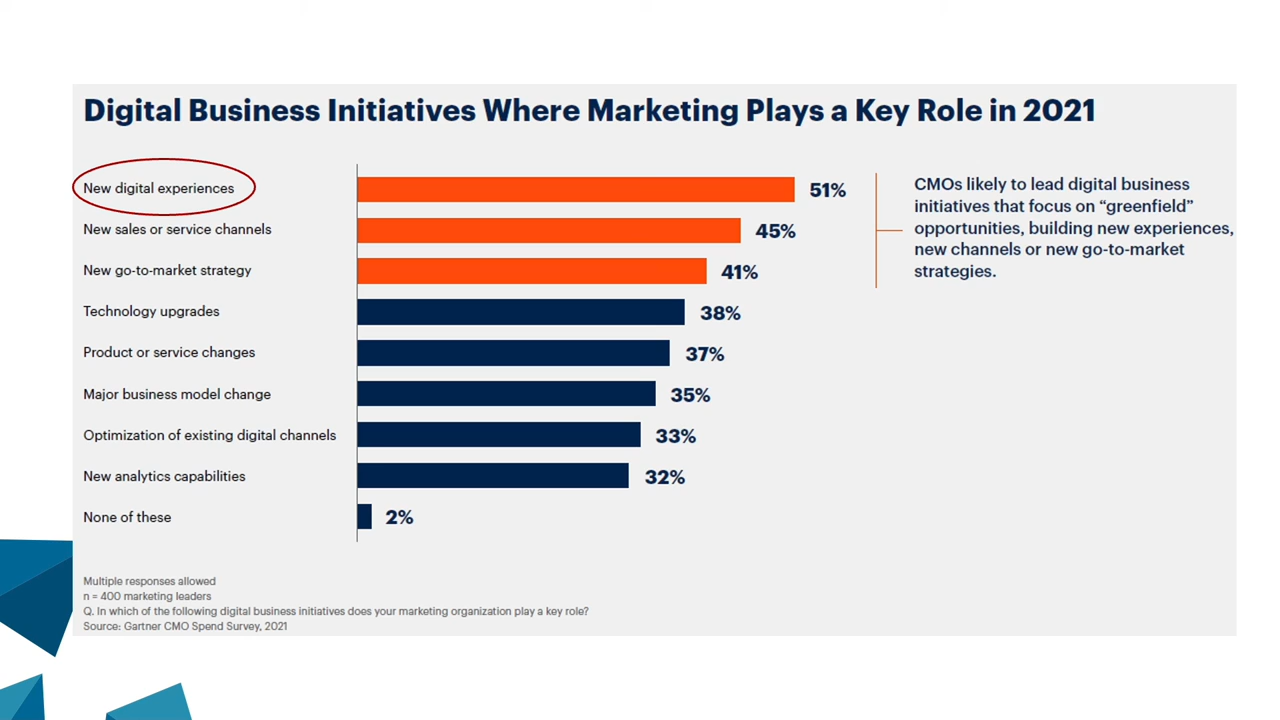 Digital Business Initiatives Where Marketing Plays a Key Role in 2021
New digital experiences 51%
New sales or service channels 45%
New go-to-market strategy 41%
Technology upgrades 38%
Product or service changes 37%
Major business model change 35%
Optimization of existing digital channels 33%
New analytics capabilities 32%
None of these 2%
CMOs likely to lead digital business
initiatives that focus on “greenfield”
opportunities, building new experiences,
new channels or new go-to-market
strategies.
Multiple responses allowed
n = 400 marketing leaders
Q. In which of the following digital business initiatives does your marketing organization play a key role?
Source: Gartner CMO Spend Survey, 2021